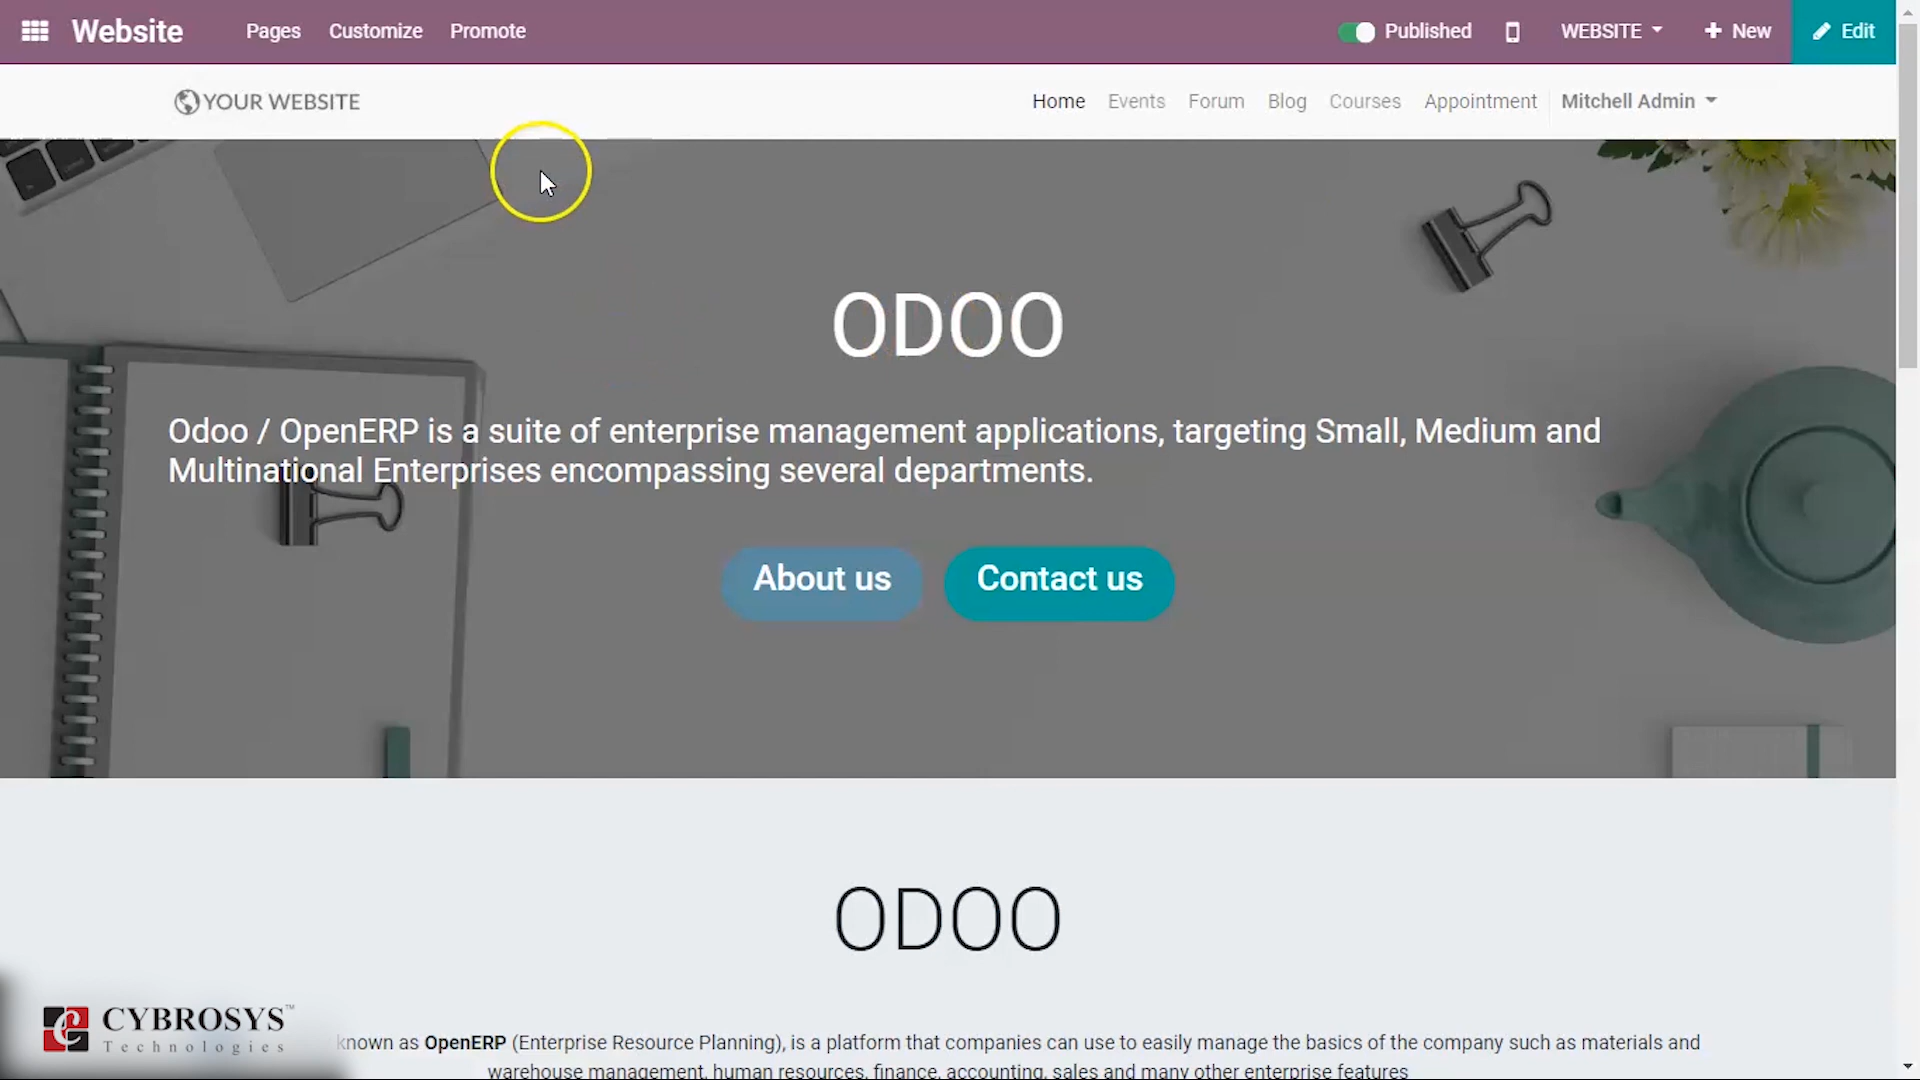 Website Pages Customize Promote Published WEBSITE New Edit
YOUR WEBSITE Home Events Forum Blog Courses Appointment Mitchell Admin
ODOO
Odoo / OpenERP is a suite of enterprise management applications, targeting Small, Medium and
Multinational Enterprises encompassing several departments.
About us Contact us
ODOO
known as OpenERP (Enterprise Resource Planning), is a platform that companies can use to easily manage the basics of the company such as materials and
warehouse management, human resources, finance, accounting, sales and many other enterprise features
CYBROSYS™
Technologies